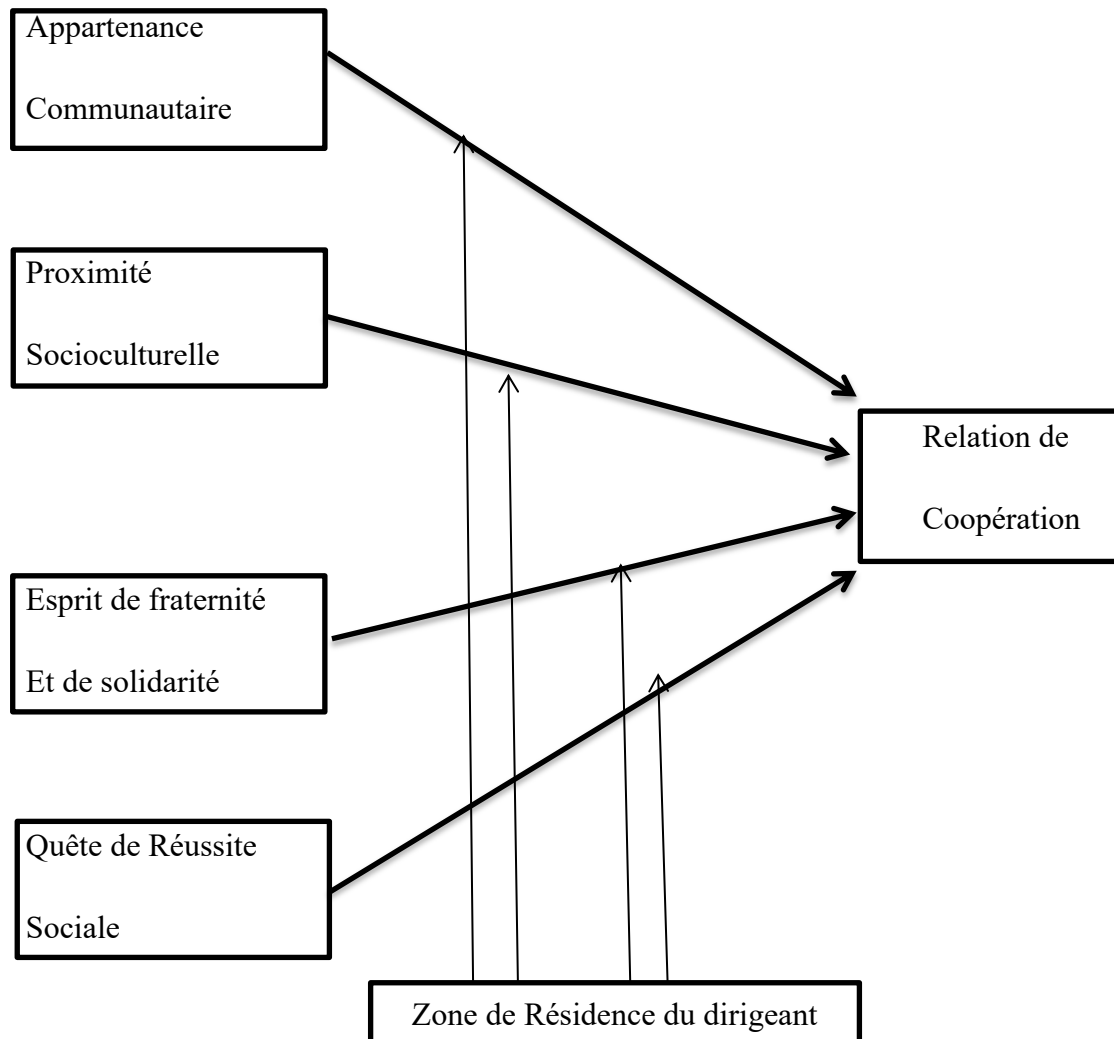 Appartenance
Communautaire
Proximité
Socioculturelle
Relation de
Coopération
Esprit de fraternité
Et de solidarité
Quête de Réussite
Sociale
Zone de Résidence du dirigeant